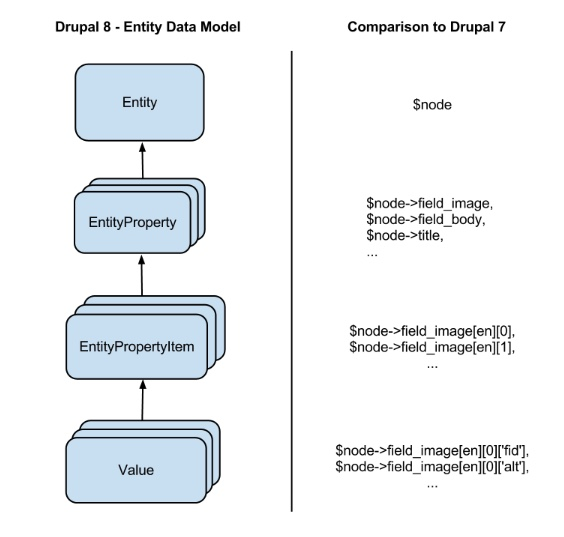 Drupal 8 - Entity Data Model
Comparison to Drupal 7
Entity
$node
EntityProperty
$node->field_image,
$node->field_body,
$node->title,
...
EntityPropertyItem
$node->field_image[en][0],
$node->field_image[en][1],
...
Value
$node->field_image[en][0]['fid'],
$node->field_image[en][0]['alt'],
...